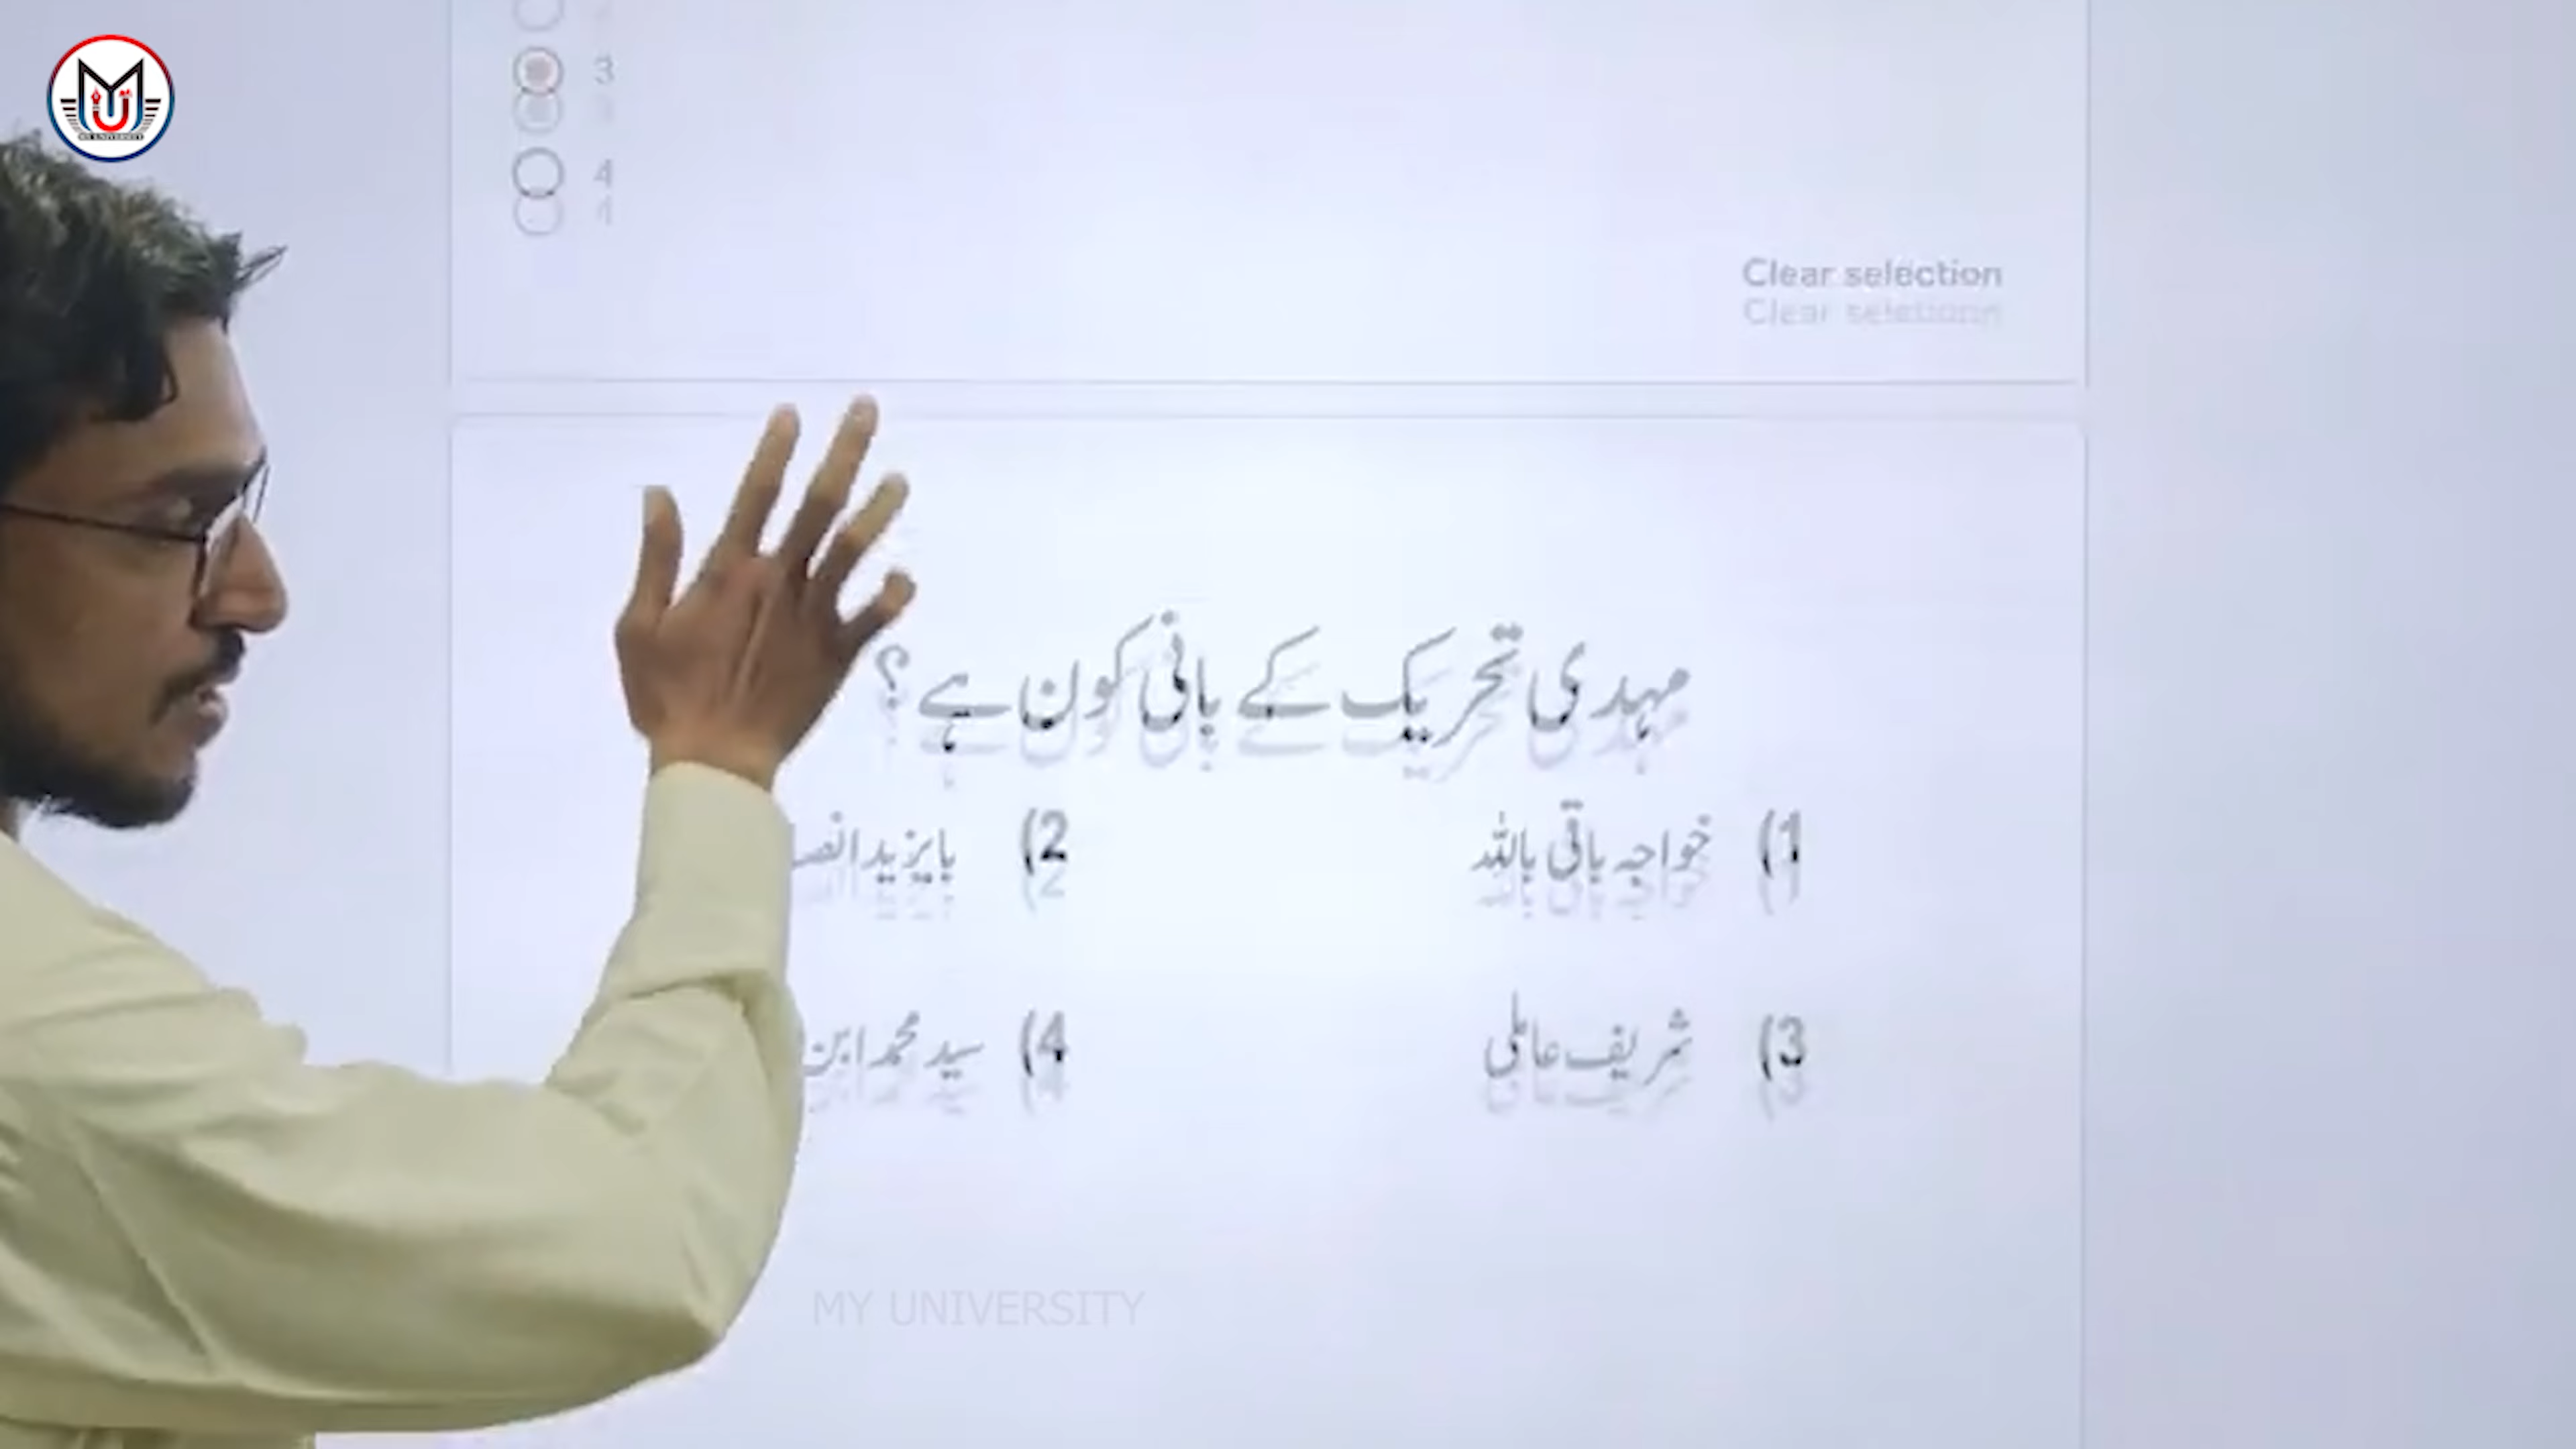 3
4
Clear selection
مہدی تحریک کے بانی کون ہے؟
1) خواجہ باقی باللہ 2) بایزید
3) شریف عاملی 4) سید محمد ابن
MY UNIVERSITY